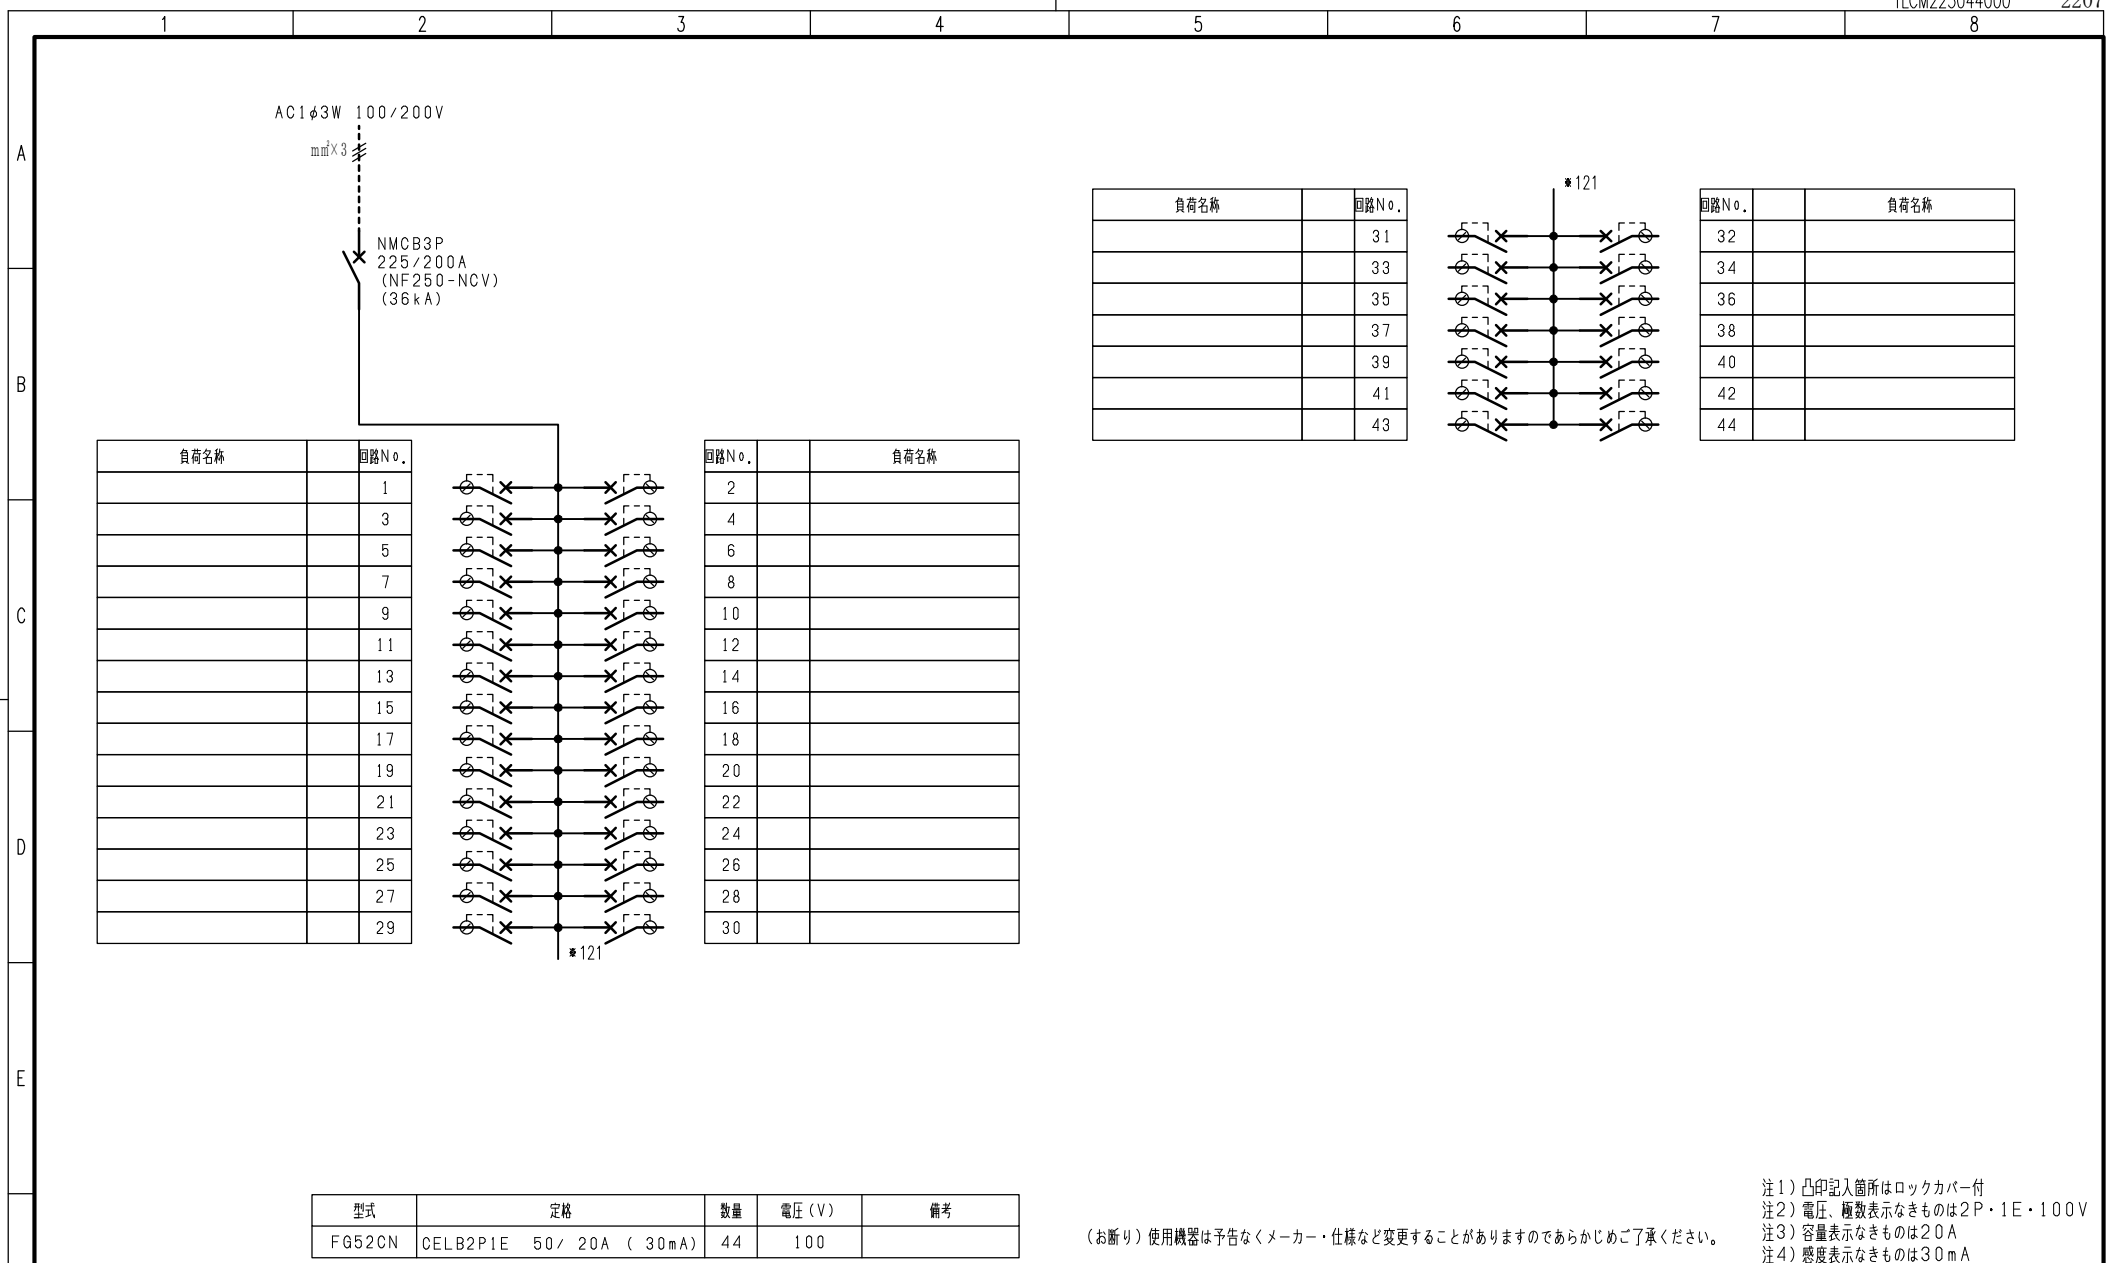 2207
1 2 3 4 5 6 7 8
A
B
C
D
E
AC1φ3W 100/200V
mm²×3
NMCB3P
225/200A
(NF250-NCV)
(36kA)
負荷名称 回路No.
1
3
5
7
9
11
13
15
17
19
21
23
25
27
29
回路No. 負荷名称
2
4
6
8
10
12
14
16
18
20
22
24
26
28
30
※121
※121
負荷名称 回路No.
31
33
35
37
39
41
43
回路No. 負荷名称
32
34
36
38
40
42
44
型式 定格 数量 電圧(V) 備考
FG52CN CELB2P1E 50/ 20A ( 30mA) 44 100
(お断り)使用機器は予告なくメーカー・仕様など変更することがありますのであらかじめご了承ください。
注1)凸印記入箇所はロックカバー付
注2)電圧、極数表示なきものは2P・1E・100V
注3)容量表示なきものは20A
注4)感度表示なきものは30mA